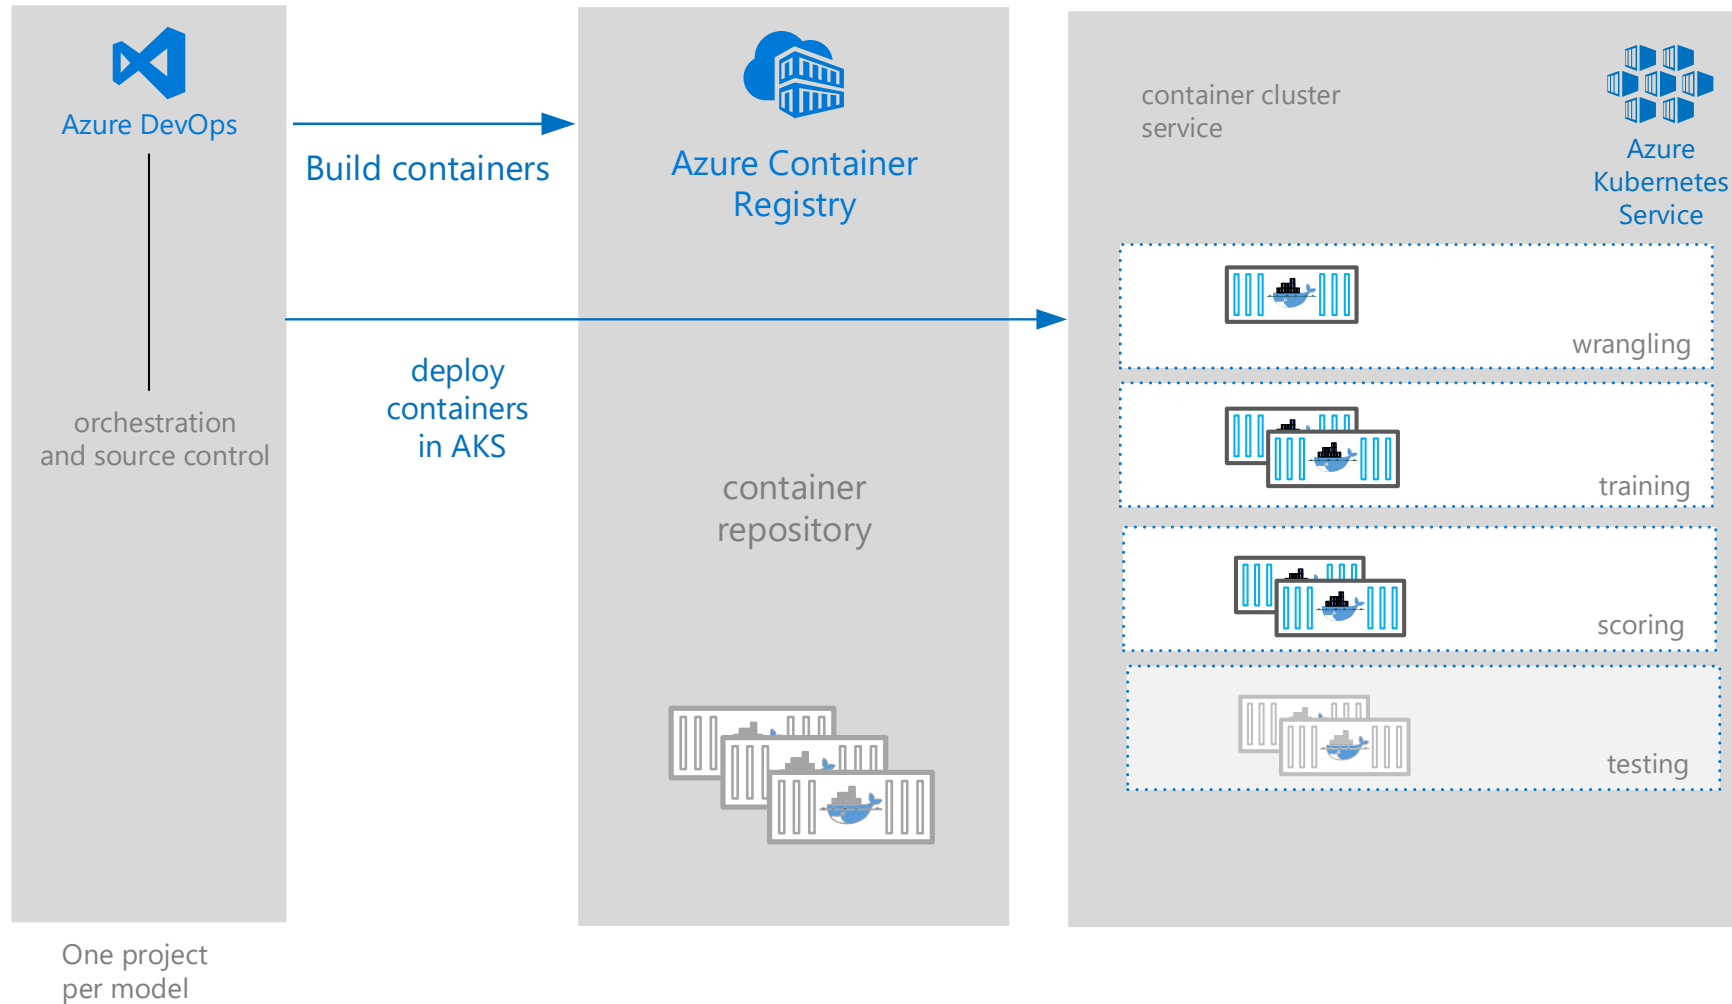 Azure DevOps
orchestration
and source control
One project
per model
Build containers
deploy
containers
in AKS
Azure Container
Registry
container
repository
container cluster
service
Azure
Kubernetes
Service
wrangling
training
scoring
testing